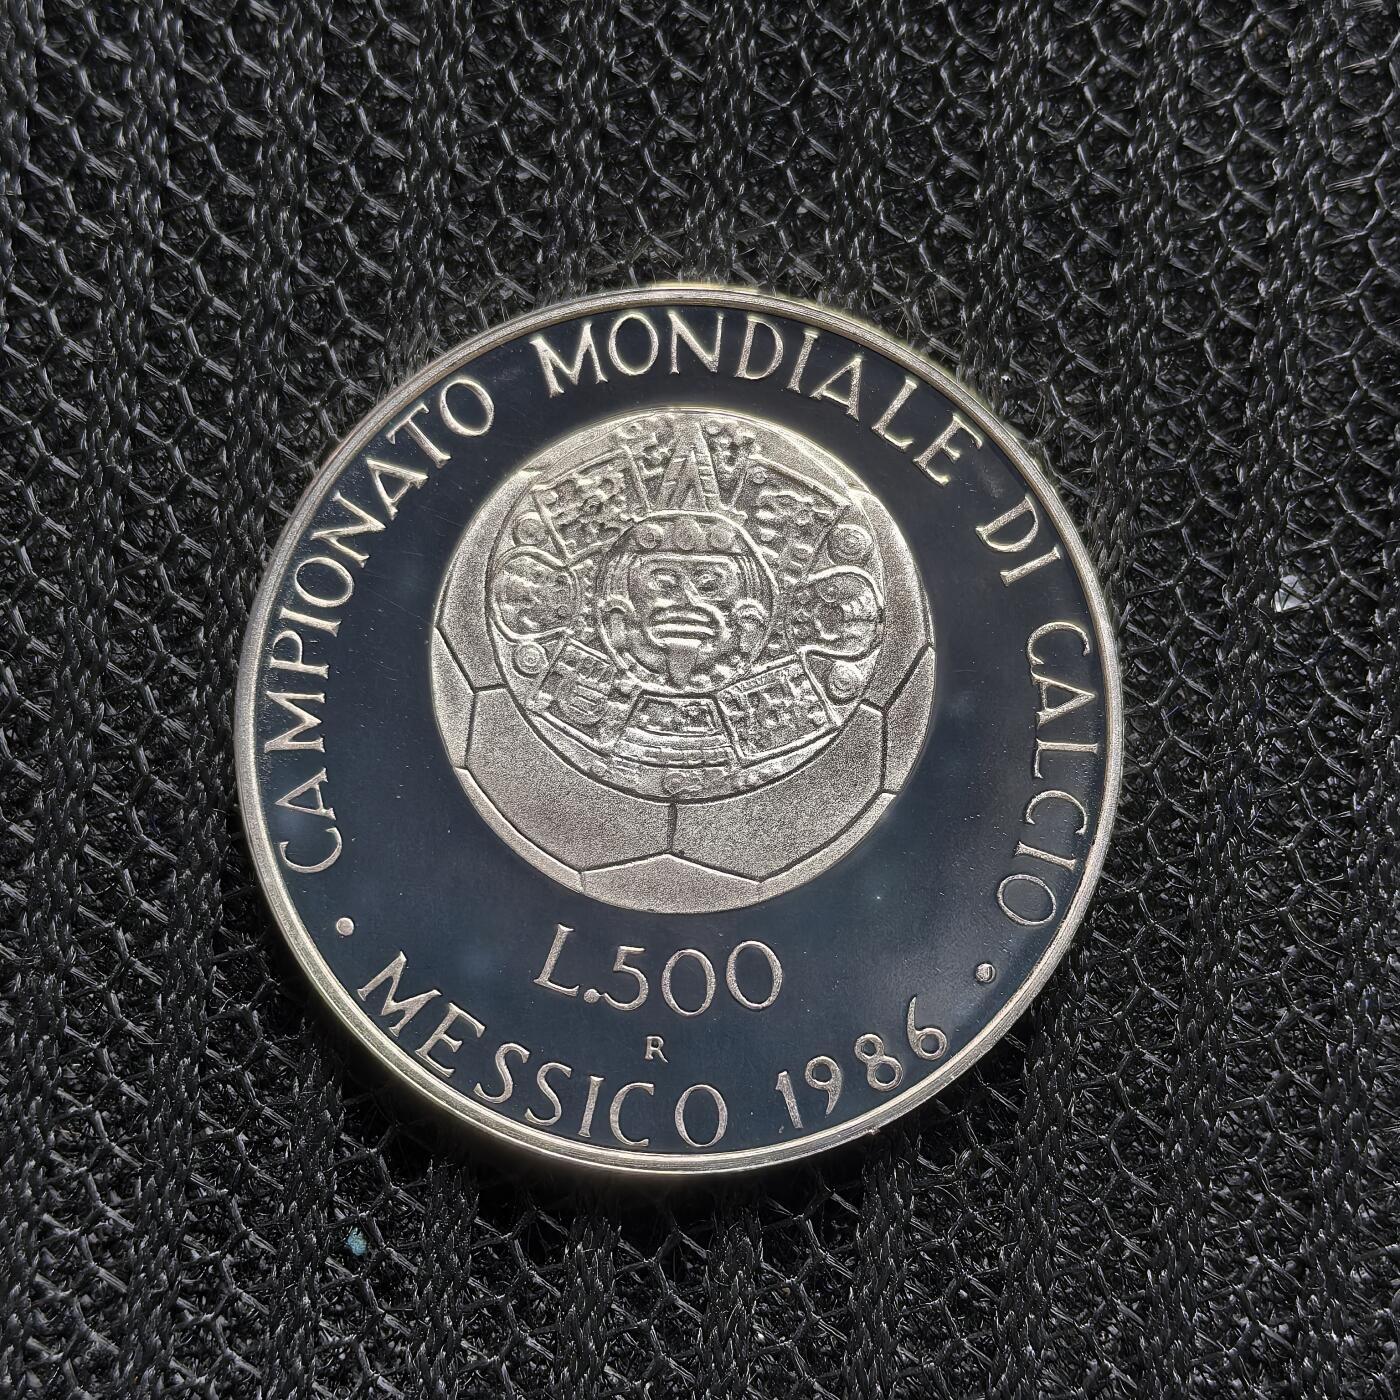 CAMPIONATO MONDIALE DI CALCIO
L.500
R
• MESSICO 1986 •